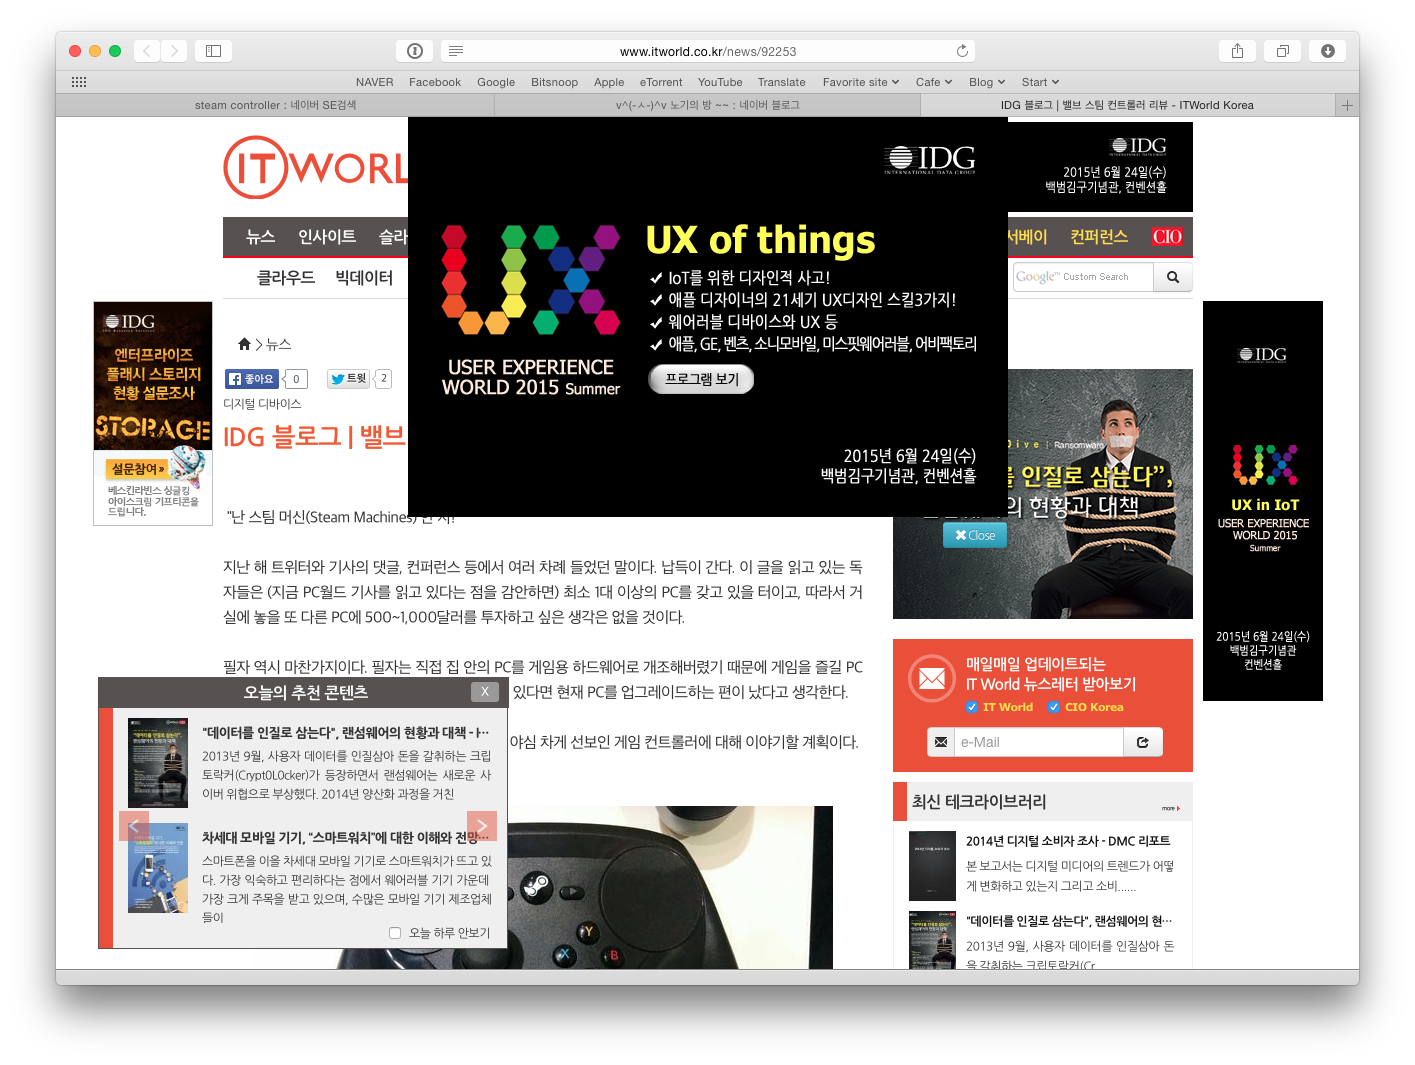 www.itworld.co.kr/news/92253
NAVER Facebook Google Bitsnoop Apple eTorrent YouTube Translate Favorite site Cafe Blog Start
steam controller : 네이버 SE검색
v^(-ㅅ-)^v 노기의 방 ~~ : 네이버 블로그
IDG 블로그 | 밸브 스팀 컨트롤러 리뷰 - ITWorld Korea
ITWORL
IDG
INTERNATIONAL DATA GROUP
2015년 6월 24일(수)
백범김구기념관, 컨벤션홀
뉴스 인사이트 슬라
서베이 컨퍼런스 CIO
클라우드 빅데이터
Google™ Custom Search
IDG
INTERNATIONAL DATA GROUP
UX
USER EXPERIENCE
WORLD 2015 Summer
UX of things
IoT를 위한 디자인적 사고!
애플 디자이너의 21세기 UX디자인 스킬3가지!
웨어러블 디바이스와 UX 등
애플, GE, 벤츠, 소니모바일, 미스핏웨어러블, 어비팩토리
프로그램 보기
2015년 6월 24일(수)
백범김구기념관, 컨벤션홀
Close
IDG
엔터프라이즈
플래시 스토리지
현황 설문조사
STORAGE
설문참여 »
베스킨라빈스 싱글킹
아이스크림 기프티콘을
드립니다.
> 뉴스
좋아요 0 트윗 2
디지털 디바이스
IDG 블로그 | 밸브
"난 스팀 머신(Steam Machines)
지난 해 트위터와 기사의 댓글, 컨퍼런스 등에서 여러 차례 들었던 말이다. 납득이 간다. 이 글을 읽고 있는 독
자들은 (지금 PC월드 기사를 읽고 있다는 점을 감안하면) 최소 1대 이상의 PC를 갖고 있을 터이고, 따라서 거
실에 놓을 또 다른 PC에 500~1,000달러를 투자하고 싶은 생각은 없을 것이다.
필자 역시 마찬가지이다. 필자는 직접 집 안의 PC를 게임용 하드웨어로 개조해버렸기 때문에 게임을 즐길 PC
있다면 현재 PC를 업그레이드하는 편이 났다고 생각한다.
야심 차게 선보인 게임 컨트롤러에 대해 이야기할 계획이다.
오늘의 추천 콘텐츠 X
"데이터를 인질로 삼는다", 랜섬웨어의 현황과 대책 - I…
2013년 9월, 사용자 데이터를 인질삼아 돈을 갈취하는 크립
토락커(Crypt0L0cker)가 등장하면서 랜섬웨어는 새로운 사
이버 위협으로 부상했다. 2014년 양산화 과정을 거친
차세대 모바일 기기, “스마트워치”에 대한 이해와 전망…
스마트폰을 이을 차세대 모바일 기기로 스마트워치가 뜨고 있
다. 가장 익숙하고 편리하다는 점에서 웨어러블 기기 가운데
가장 크게 주목을 받고 있으며, 수많은 모바일 기기 제조업체
들이
오늘 하루 안보기
Y
X
B
Dive | Ransomware
를 인질로 삼는다”,
의 현황과 대책
매일매일 업데이트되는
IT World 뉴스레터 받아보기
IT World CIO Korea
e-Mail
최신 테크라이브러리 more
2014년 디지털 소비자 조사 - DMC 리포트
본 보고서는 디지털 미디어의 트렌드가 어떻
게 변화하고 있는지 그리고 소비......
"데이터를 인질로 삼는다", 랜섬웨어의 현…
2013년 9월, 사용자 데이터를 인질삼아 돈
을 갈취하는 크립토락커(Cr
IDG
UX
UX in IoT
USER EXPERIENCE
WORLD 2015
Summer
2015년 6월 24일(수)
백범김구기념관
컨벤션홀